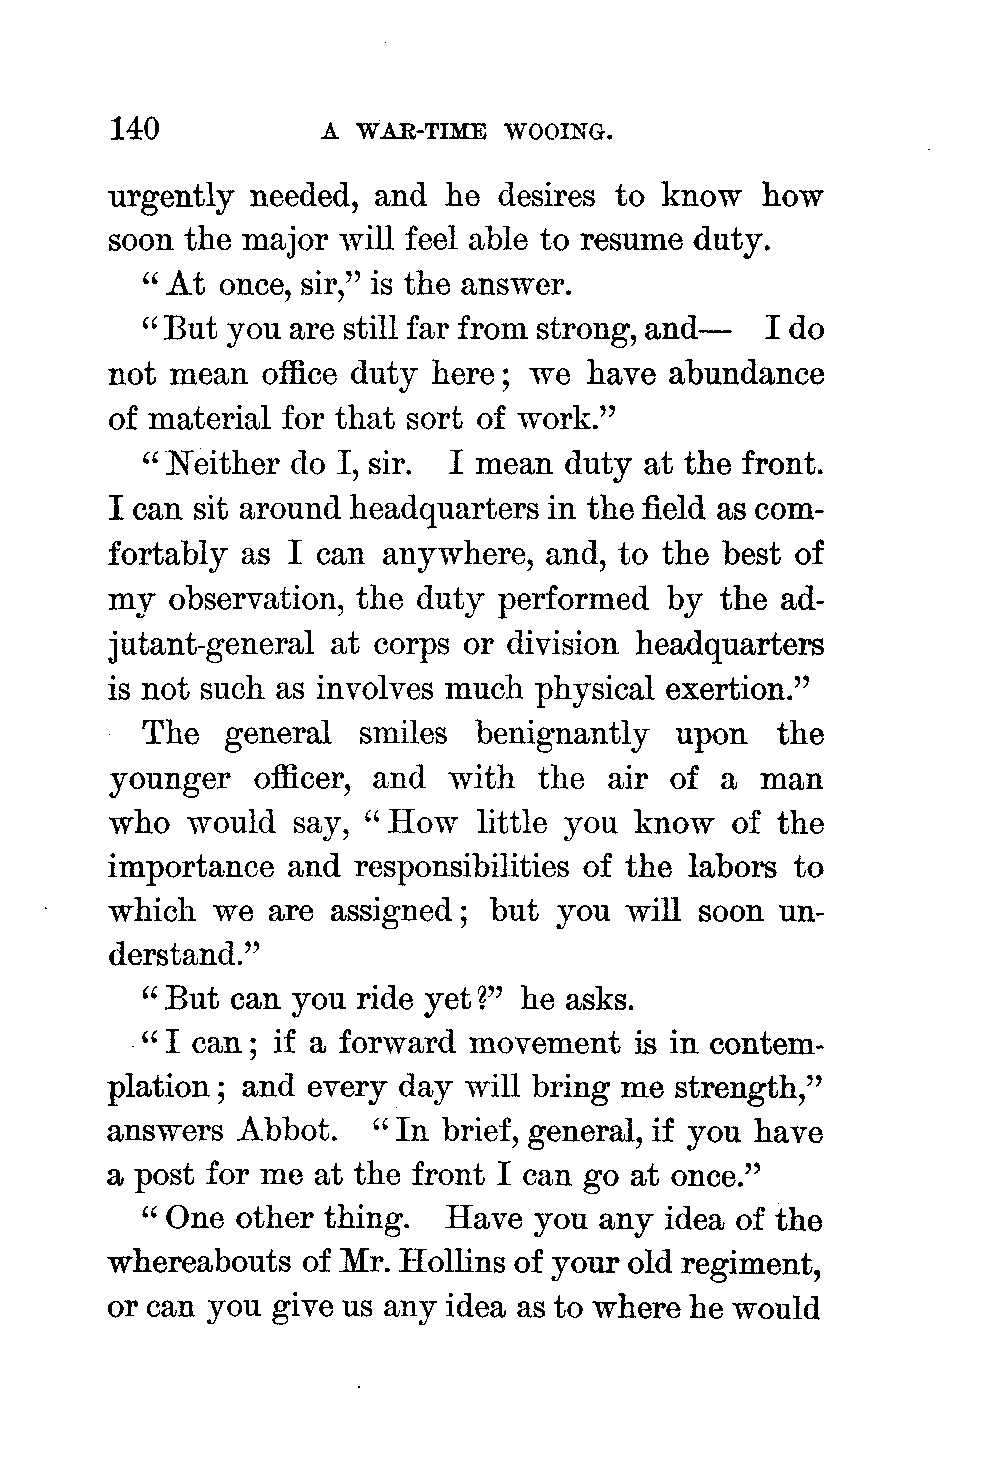 140 A WAR-TIME WOOING.
urgently needed, and he desires to know how
soon the major will feel able to resume duty.
“At once, sir,” is the answer.
“But you are still far from strong, and— I do
not mean office duty here; we have abundance
of material for that sort of work.”
“Neither do I, sir. I mean duty at the front.
I can sit around headquarters in the field as com-
fortably as I can anywhere, and, to the best of
my observation, the duty performed by the ad-
jutant-general at corps or division headquarters
is not such as involves much physical exertion.”
The general smiles benignantly upon the
younger officer, and with the air of a man
who would say, “How little you know of the
importance and responsibilities of the labors to
which we are assigned; but you will soon un-
derstand.”
“But can you ride yet?” he asks.
“I can; if a forward movement is in contem-
plation; and every day will bring me strength,”
answers Abbot. “In brief, general, if you have
a post for me at the front I can go at once.”
“One other thing. Have you any idea of the
whereabouts of Mr. Hollins of your old regiment,
or can you give us any idea as to where he would